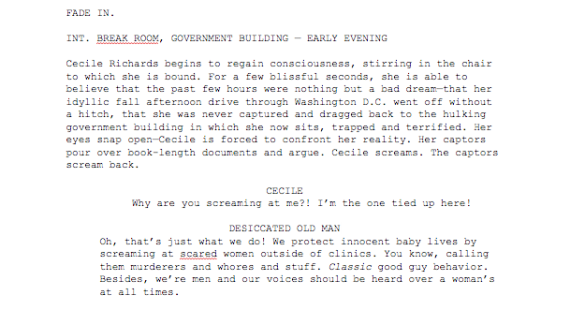 FADE IN.
INT. BREAK ROOM, GOVERNMENT BUILDING — EARLY EVENING
Cecile Richards begins to regain consciousness, stirring in the chair
to which she is bound. For a few blissful seconds, she is able to
believe that the past few hours were nothing but a bad dream—that her
idyllic fall afternoon drive through Washington D.C. went off without
a hitch, that she was never captured and dragged back to the hulking
government building in which she now sits, trapped and terrified. Her
eyes snap open—Cecile is forced to confront her reality. Her captors
pour over book-length documents and argue. Cecile screams. The captors
scream back.
CECILE
Why are you screaming at me?! I’m the one tied up here!
DESICCATED OLD MAN
Oh, that’s just what we do! We protect innocent baby lives by
screaming at scared women outside of clinics. You know, calling
them murderers and whores and stuff. Classic good guy behavior.
Besides, we’re men and our voices should be heard over a woman’s
at all times.